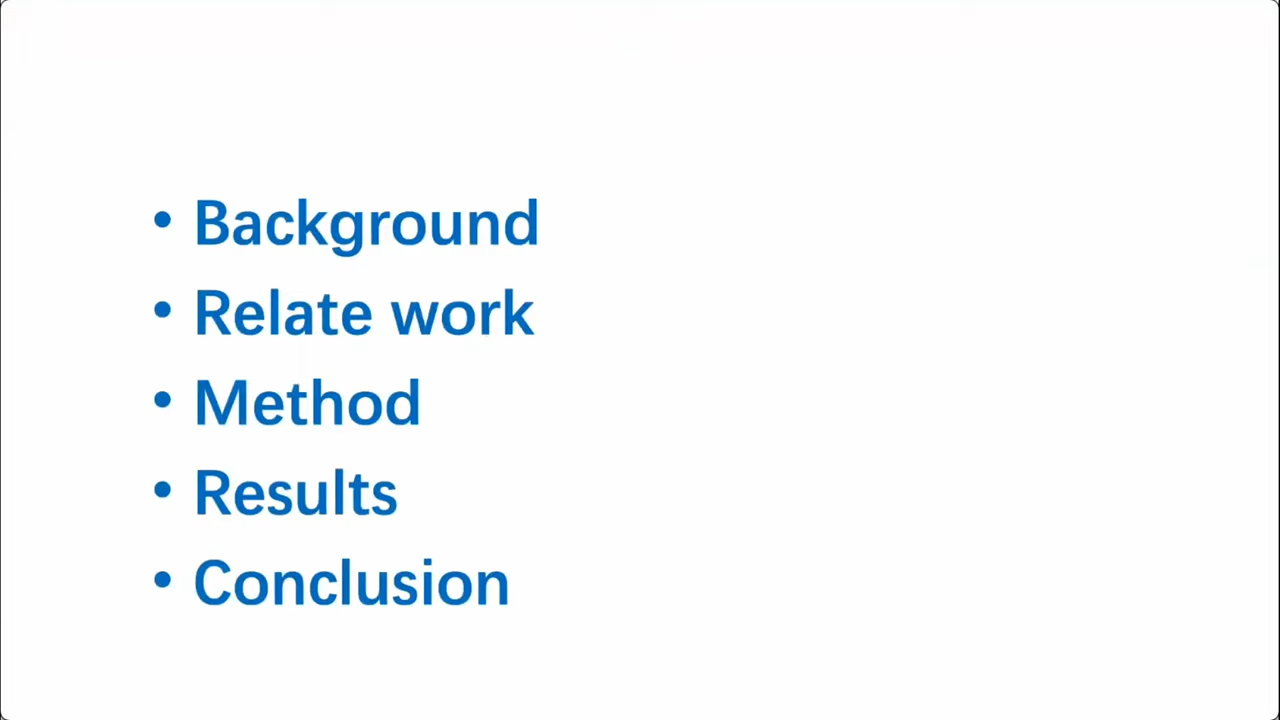 • Background
• Relate work
• Method
• Results
• Conclusion